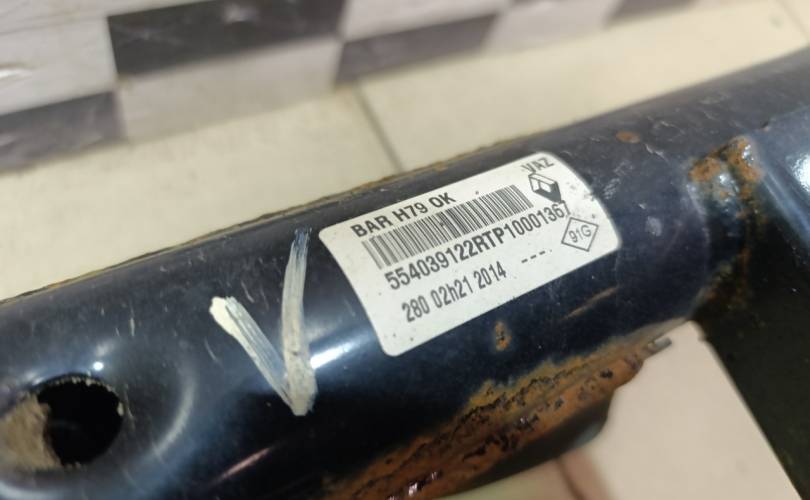 VAZ
BAR H79 OK
554039122RTP10001367
91G
280 02h21 2014 ----
V